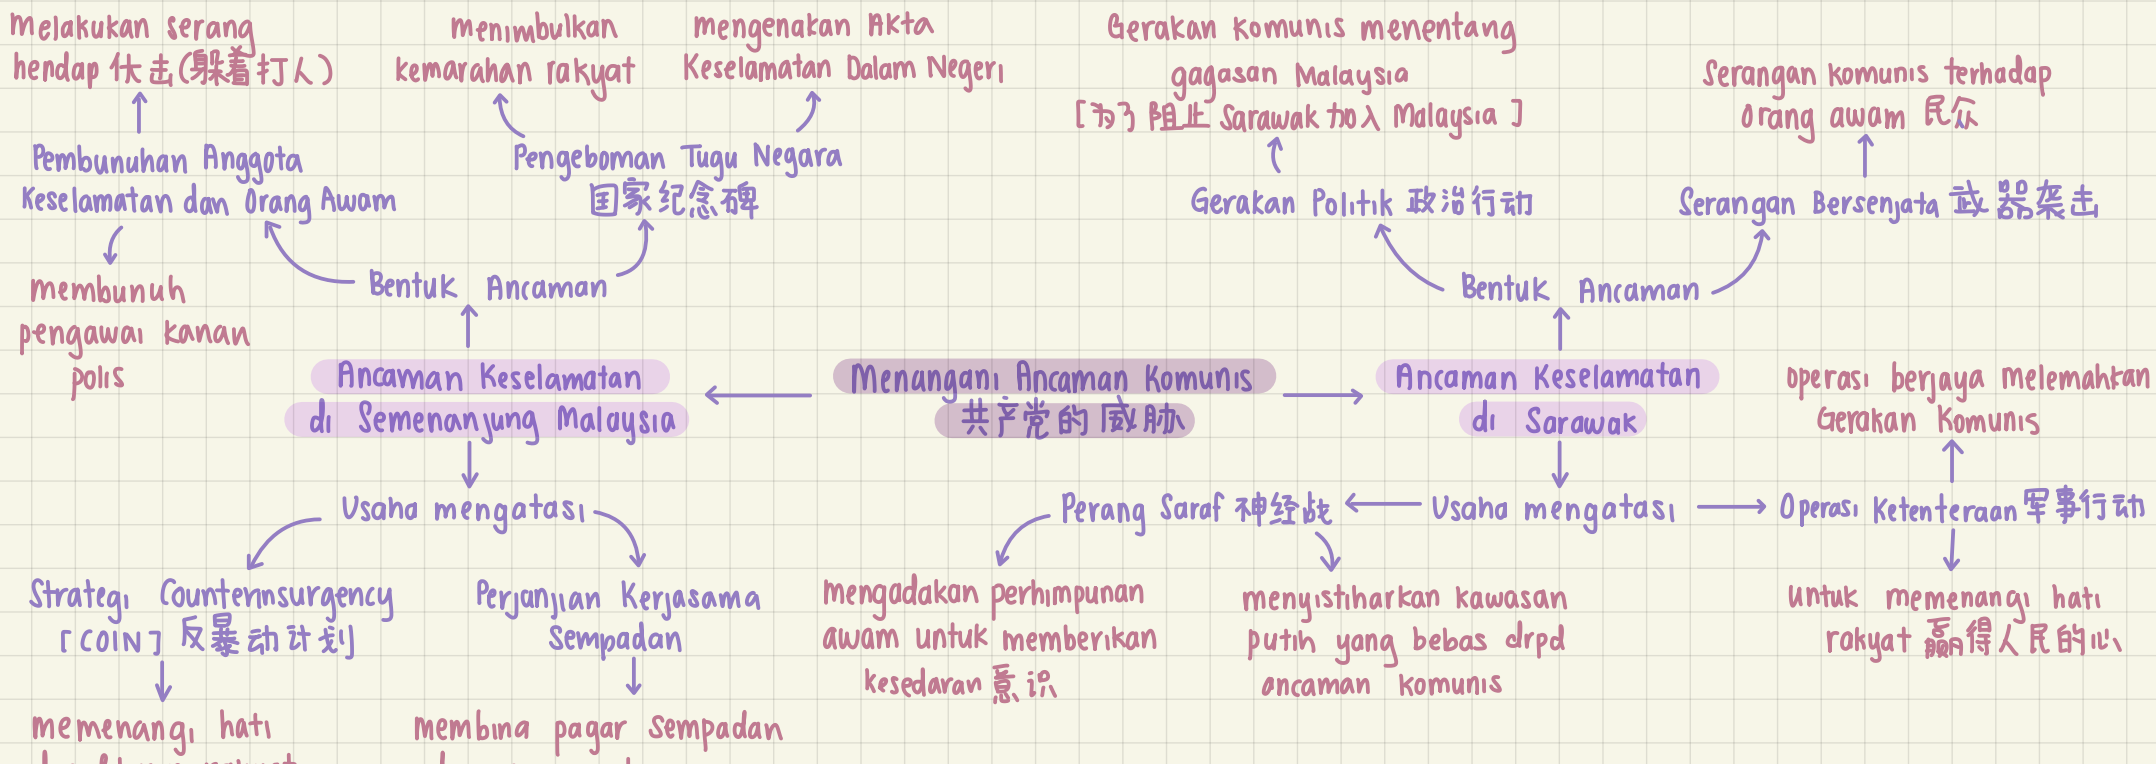 Melakukan serang
hendap 伏击(躲着打人)
Pembunuhan Anggota
Keselamatan dan Orang Awam
membunuh
pengawai kanan
polis
menimbulkan
kemarahan rakyat
mengenakan Akta
Keselamatan Dalam Negeri
Pengeboman Tugu Negara
国家纪念碑
Bentuk Ancaman
Ancaman Keselamatan
di Semenanjung Malaysia
Usaha mengatasi
Strategi Counterinsurgency
[COIN] 反暴动计划
memenangi hati
Perjanjian Kerjasama
Sempadan
membina pagar sempadan
Menangani Ancaman Komunis
共产党的威胁
Gerakan Komunis menentang
gagasan Malaysia
[为了阻止 Sarawak 加入 Malaysia]
Gerakan Politik 政治行动
Serangan komunis terhadap
Orang awam 民众
Serangan Bersenjata 武器袭击
Bentuk Ancaman
Ancaman Keselamatan
di Sarawak
Usaha mengatasi
Perang Saraf 神经战
mengadakan perhimpunan
awam untuk memberikan
kesedaran 意识
menyistiharkan kawasan
putih yang bebas drpd
ancaman komunis
Operasi Ketenteraan 军事行动
operasi berjaya Melemahkan
Gerakan Komunis
untuk memenangi hati
rakyat 赢得人民的心